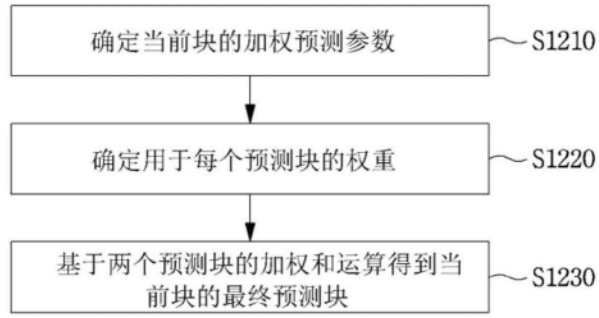 确定当前块的加权预测参数
S1210
确定用于每个预测块的权重
S1220
基于两个预测块的加权和运算得到当
前块的最终预测块
S1230